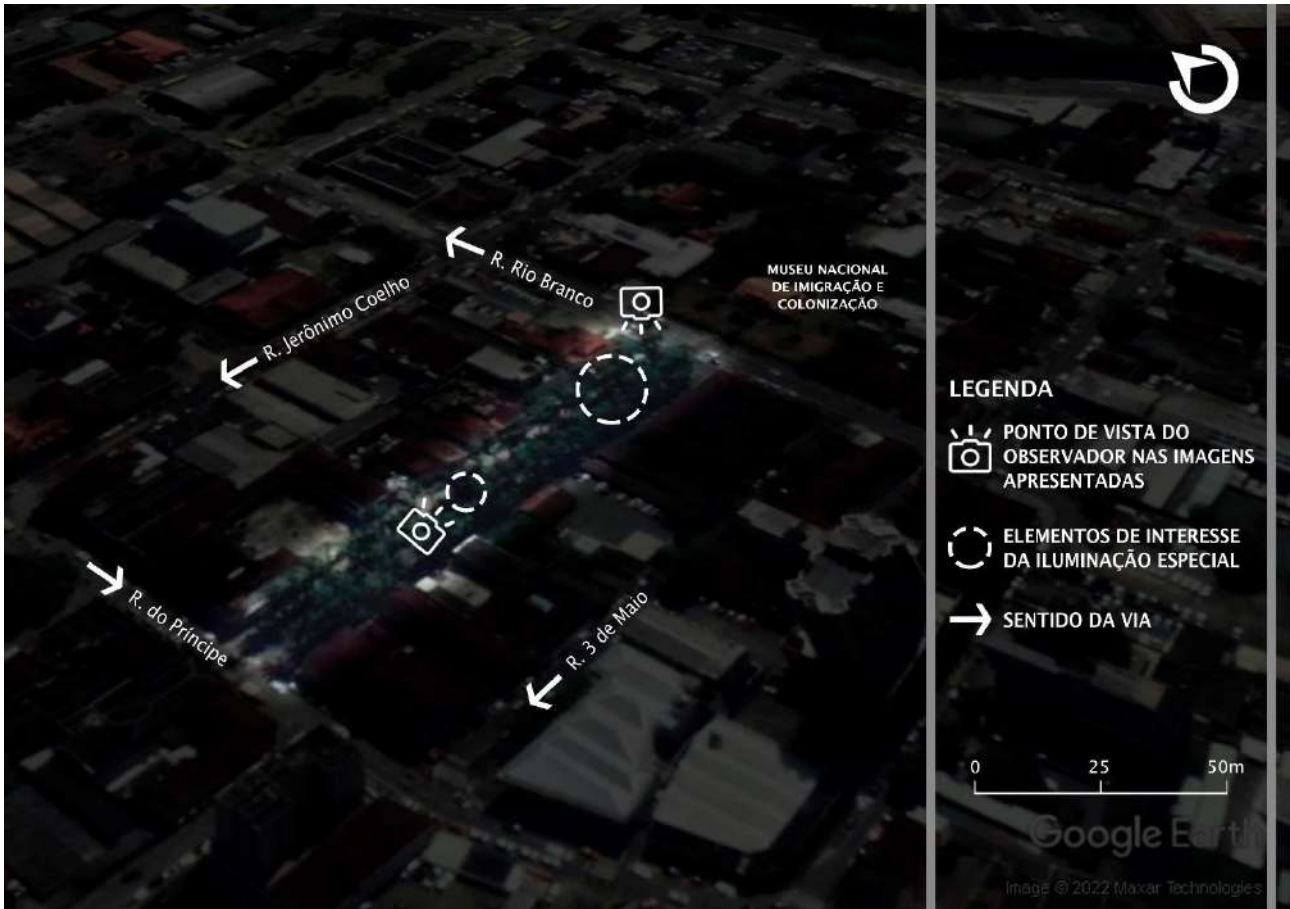 R. Rio Branco
MUSEU NACIONAL
DE IMIGRAÇÃO E
COLONIZAÇÃO
R. Jerônimo Coelho
R. do Príncipe
R. 3 de Maio
LEGENDA
PONTO DE VISTA DO
OBSERVADOR NAS IMAGENS
APRESENTADAS
ELEMENTOS DE INTERESSE
DA ILUMINAÇÃO ESPECIAL
SENTIDO DA VIA
0 25 50m
Google Earth
Image © 2022 Maxar Technologies